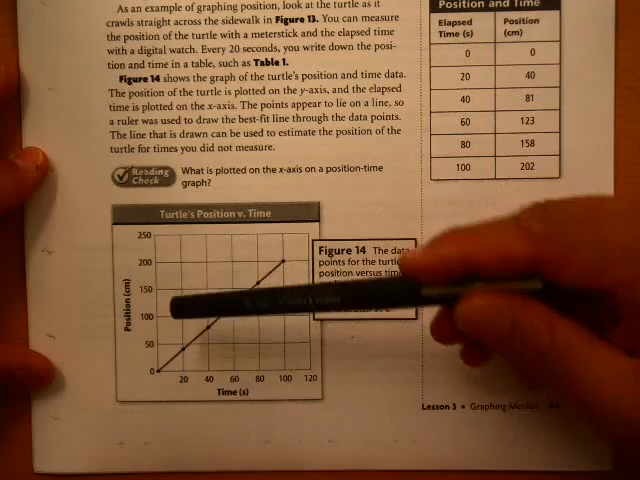 As an example of graphing position, look at the turtle as it
crawls straight across the sidewalk in Figure 13. You can measure
the position of the turtle with a meterstick and the elapsed time
with a digital watch. Every 20 seconds, you write down the posi-
tion and time in a table, such as Table 1.
Figure 14 shows the graph of the turtle's position and time data.
The position of the turtle is plotted on the y-axis, and the elapsed
time is plotted on the x-axis. The points appear to lie on a line, so
a ruler was used to draw the best-fit line through the data points.
The line that is drawn can be used to estimate the position of the
turtle for times you did not measure.
Reading
Check
What is plotted on the x-axis on a position-time
graph?
Position and Time
Elapsed
Time (s)
Position
(cm)
0 0
20 40
40 81
60 123
80 158
100 202
Turtle's Position v. Time
Position (cm)
250
200
150
100
50
0
20 40 60 80 100 120
Time (s)
Figure 14 The data
points for the turtle
position versus time
Lesson 3 • Graphing Motion